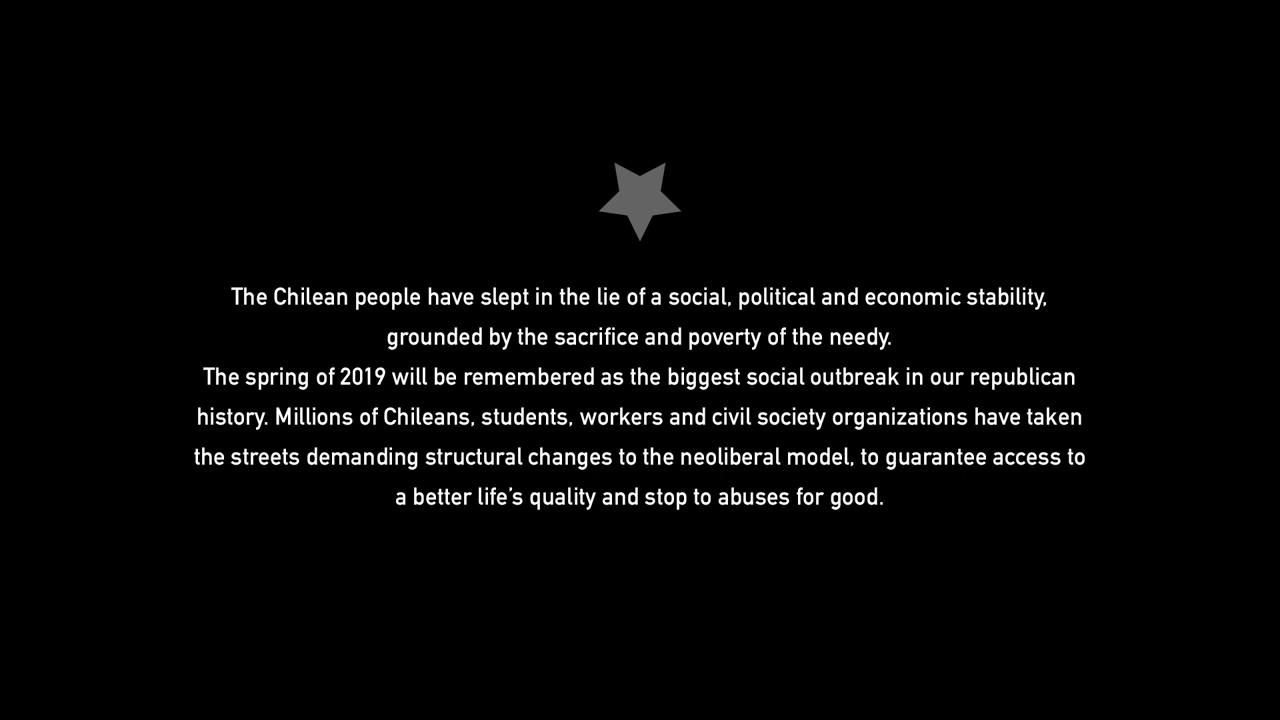 The Chilean people have slept in the lie of a social, political and economic stability,
grounded by the sacrifice and poverty of the needy.
The spring of 2019 will be remembered as the biggest social outbreak in our republican
history. Millions of Chileans, students, workers and civil society organizations have taken
the streets demanding structural changes to the neoliberal model, to guarantee access to
a better life’s quality and stop to abuses for good.